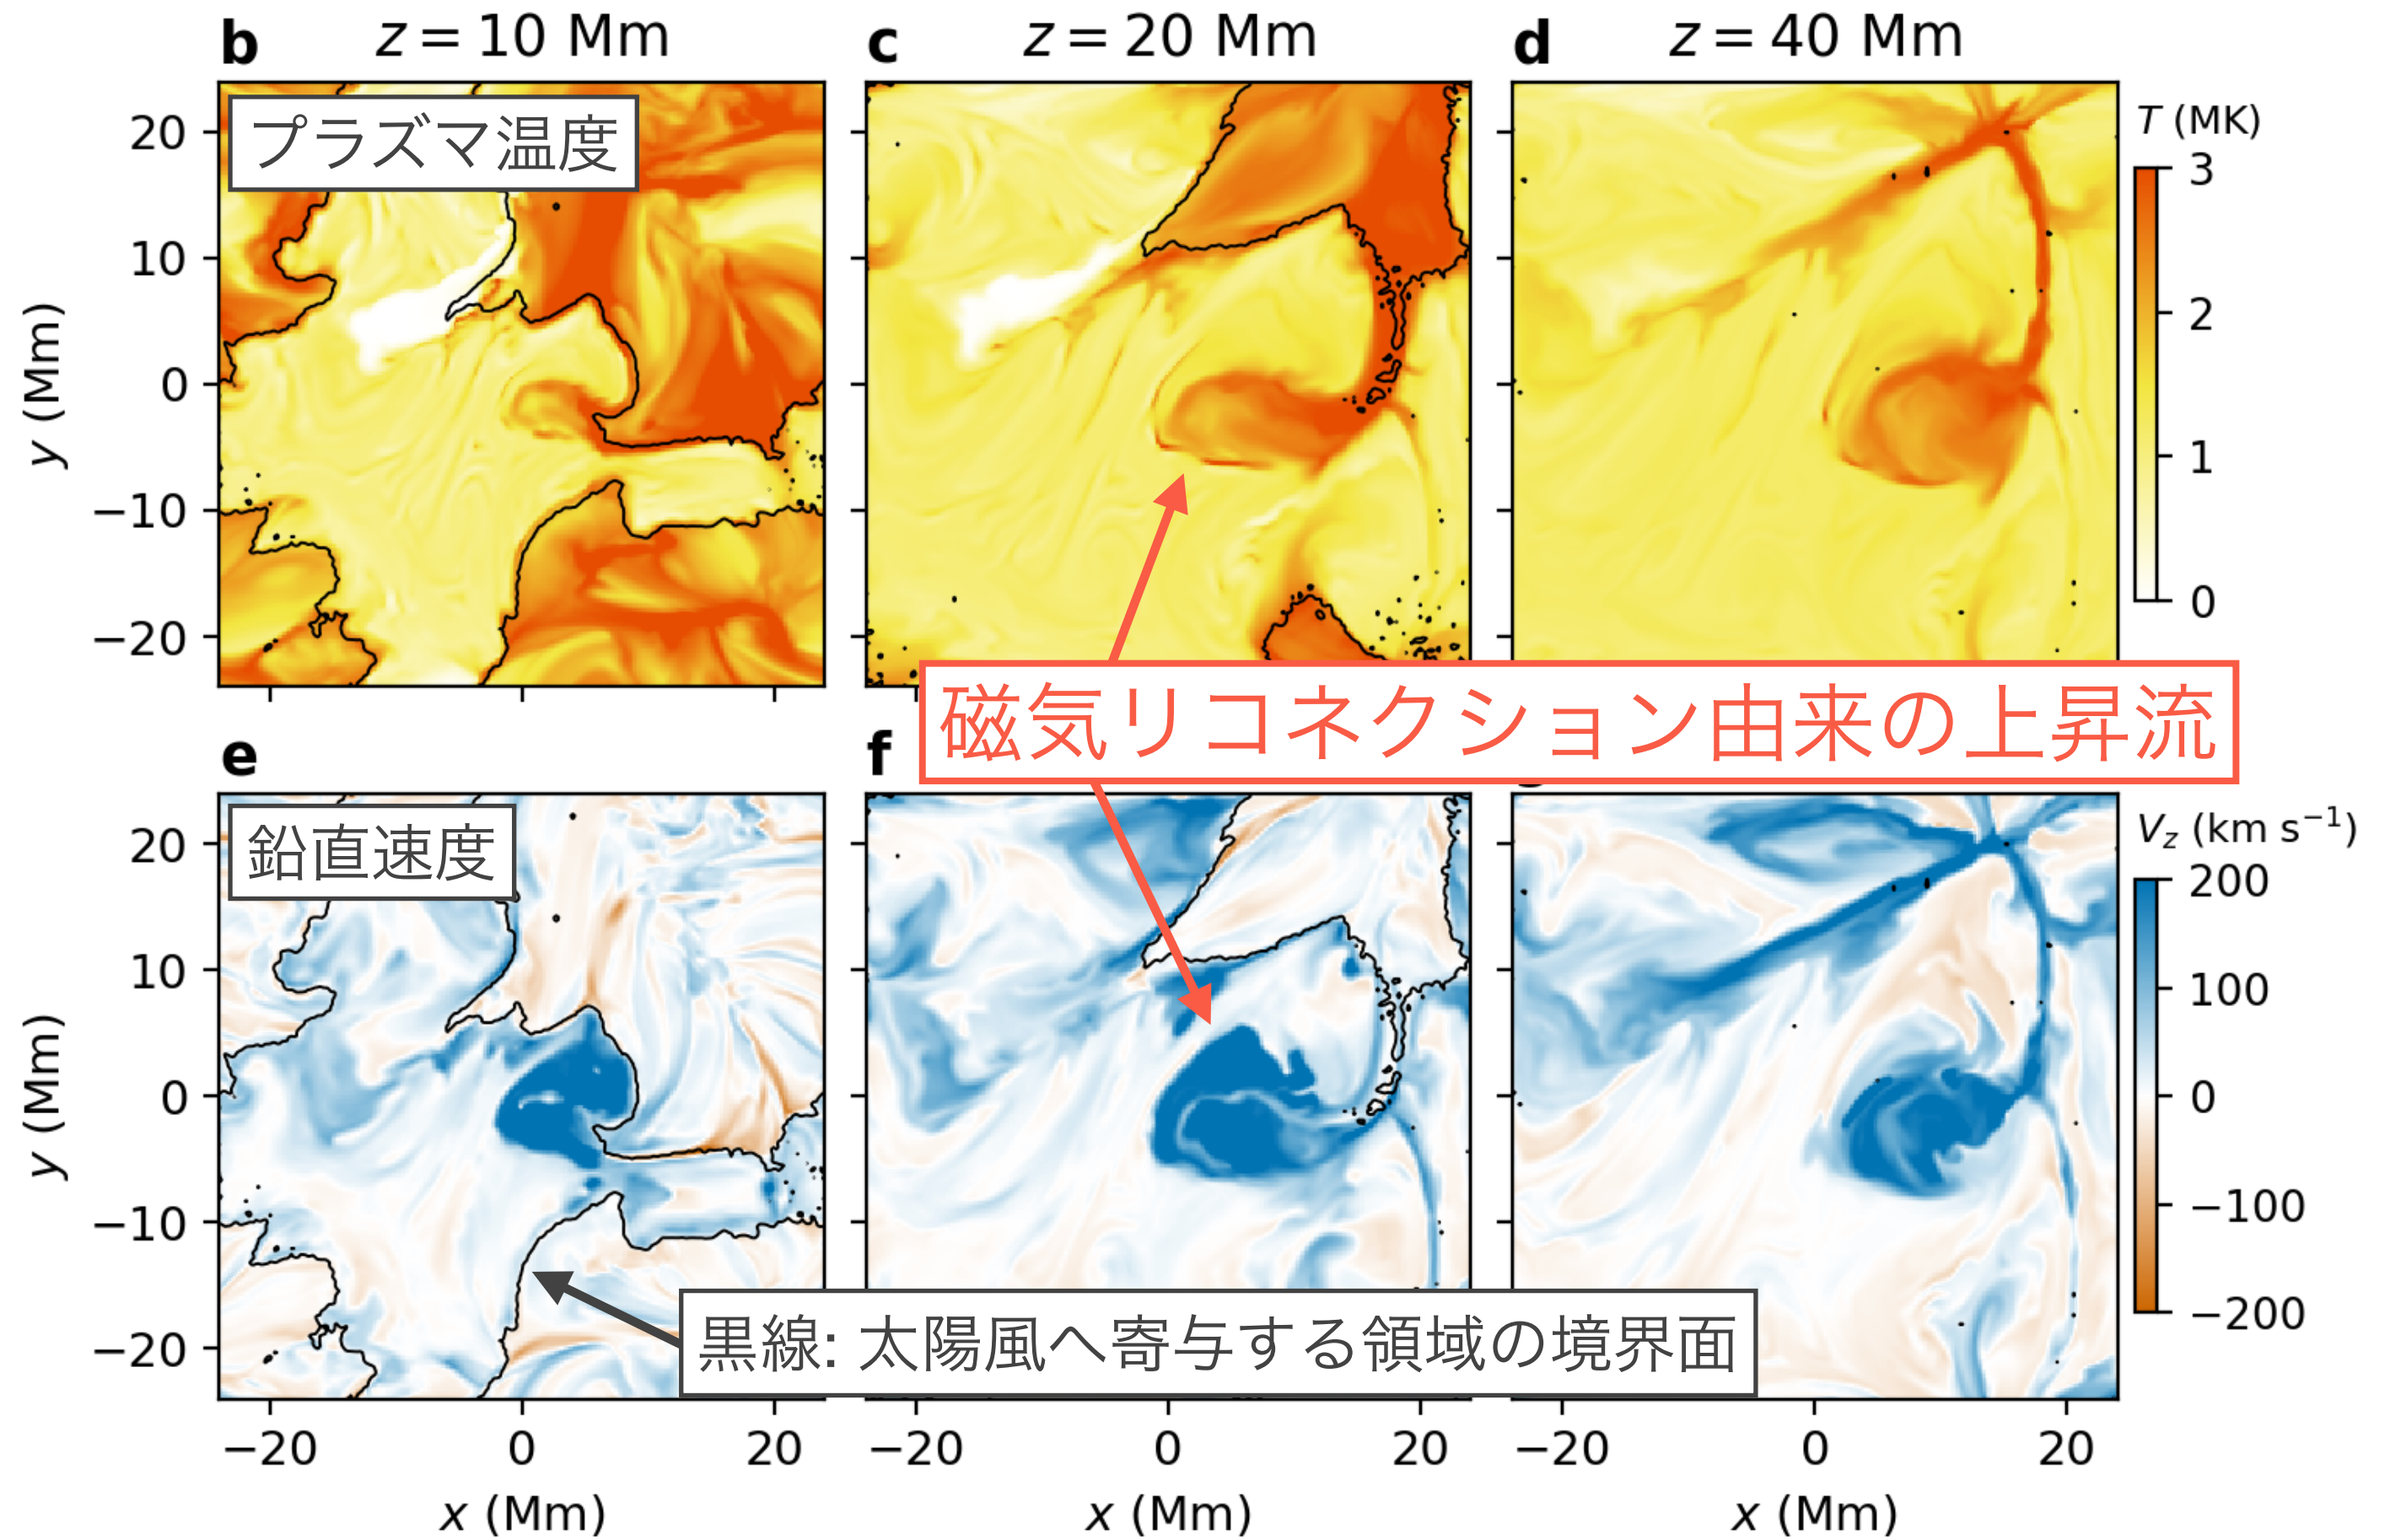 b z = 10 Mm
c z = 20 Mm
d z = 40 Mm
プラズマ温度
y (Mm)
20
10
0
−10
−20
T (MK)
3
2
1
0
磁気リコネクション由来の上昇流
e
f
鉛直速度
y (Mm)
20
10
0
−10
−20
Vz (km s⁻¹)
200
100
0
−100
−200
黒線: 太陽風へ寄与する領域の境界面
−20 0 20
−20 0 20
−20 0 20
x (Mm)
x (Mm)
x (Mm)